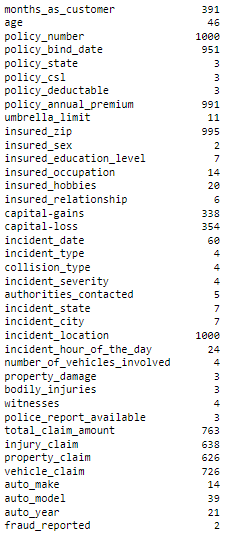 months_as_customer 391
age 46
policy_number 1000
policy_bind_date 951
policy_state 3
policy_csl 3
policy_deductable 3
policy_annual_premium 991
umbrella_limit 11
insured_zip 995
insured_sex 2
insured_education_level 7
insured_occupation 14
insured_hobbies 20
insured_relationship 6
capital-gains 338
capital-loss 354
incident_date 60
incident_type 4
collision_type 4
incident_severity 4
authorities_contacted 5
incident_state 7
incident_city 7
incident_location 1000
incident_hour_of_the_day 24
number_of_vehicles_involved 4
property_damage 3
bodily_injuries 3
witnesses 4
police_report_available 3
total_claim_amount 763
injury_claim 638
property_claim 626
vehicle_claim 726
auto_make 14
auto_model 39
auto_year 21
fraud_reported 2